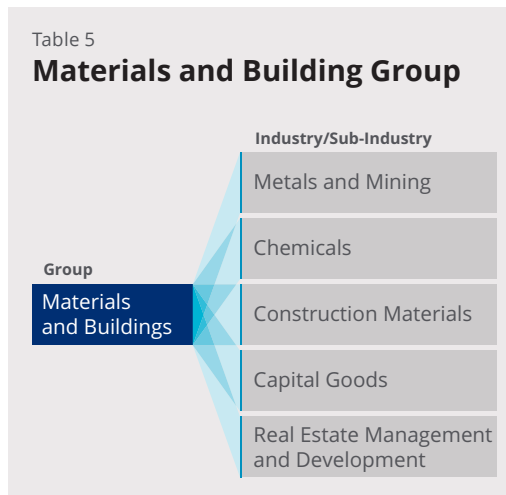 Table 5
Materials and Building Group
Industry/Sub-Industry
Metals and Mining
Chemicals
Group
Materials
and Buildings
Construction Materials
Capital Goods
Real Estate Management
and Development